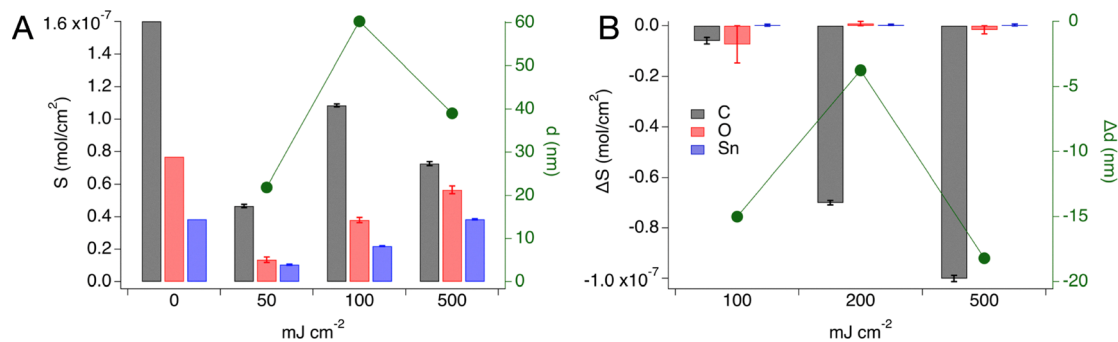 A
S (mol/cm²)
1.6 x10⁻⁷
1.4
1.2
1.0
0.8
0.6
0.4
0.2
0.0
0
50
100
500
mJ cm⁻²
60
50
40
30
20
10
0
d (nm)
B
ΔS (mol/cm²)
0.0
-0.2
-0.4
-0.6
-0.8
-1.0 x10⁻⁷
C
O
Sn
100
200
500
mJ cm⁻²
0
-5
-10
-15
-20
Δd (nm)